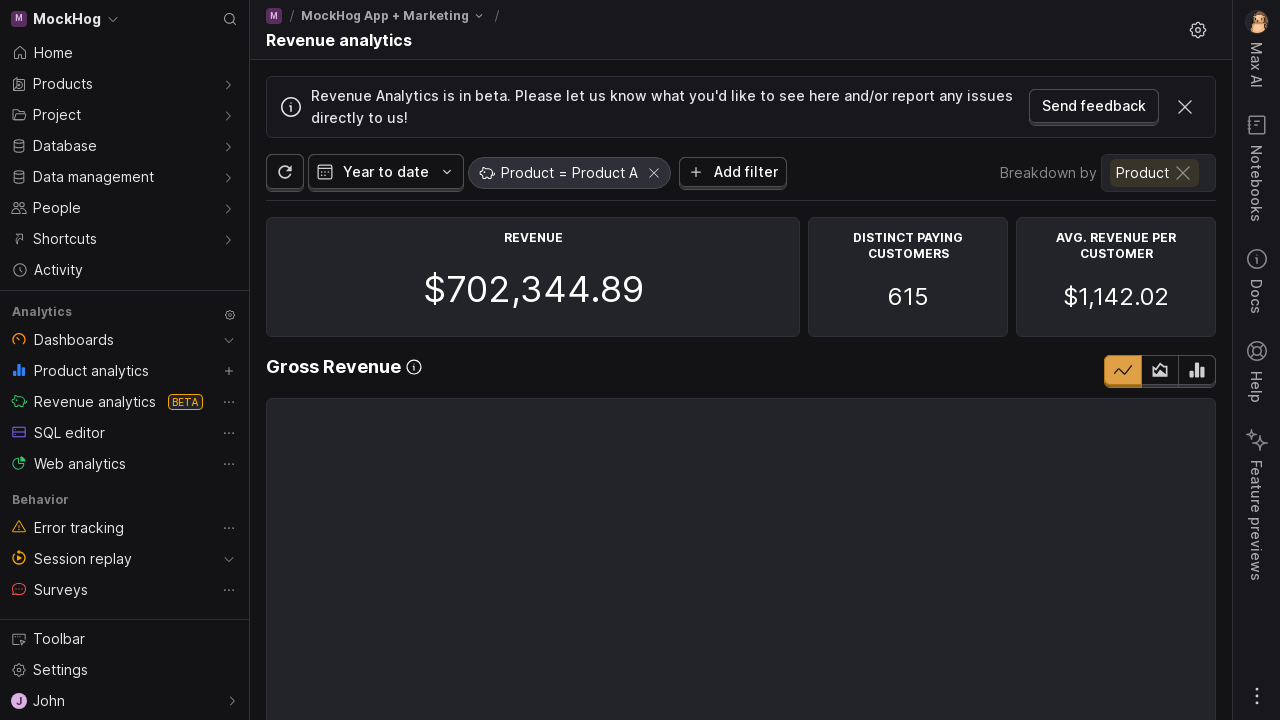 M MockHog
Home
Products
Project
Database
Data management
People
Shortcuts
Activity
Analytics
Dashboards
Product analytics
Revenue analytics BETA
SQL editor
Web analytics
Behavior
Error tracking
Session replay
Surveys
Toolbar
Settings
J John
M / MockHog App + Marketing /
Revenue analytics
Revenue Analytics is in beta. Please let us know what you'd like to see here and/or report any issues
directly to us!
Send feedback
Year to date
Product = Product A
Add filter
Breakdown by Product
REVENUE
$702,344.89
DISTINCT PAYING
CUSTOMERS
615
AVG. REVENUE PER
CUSTOMER
$1,142.02
Gross Revenue
Max AI
Notebooks
Docs
Help
Feature previews